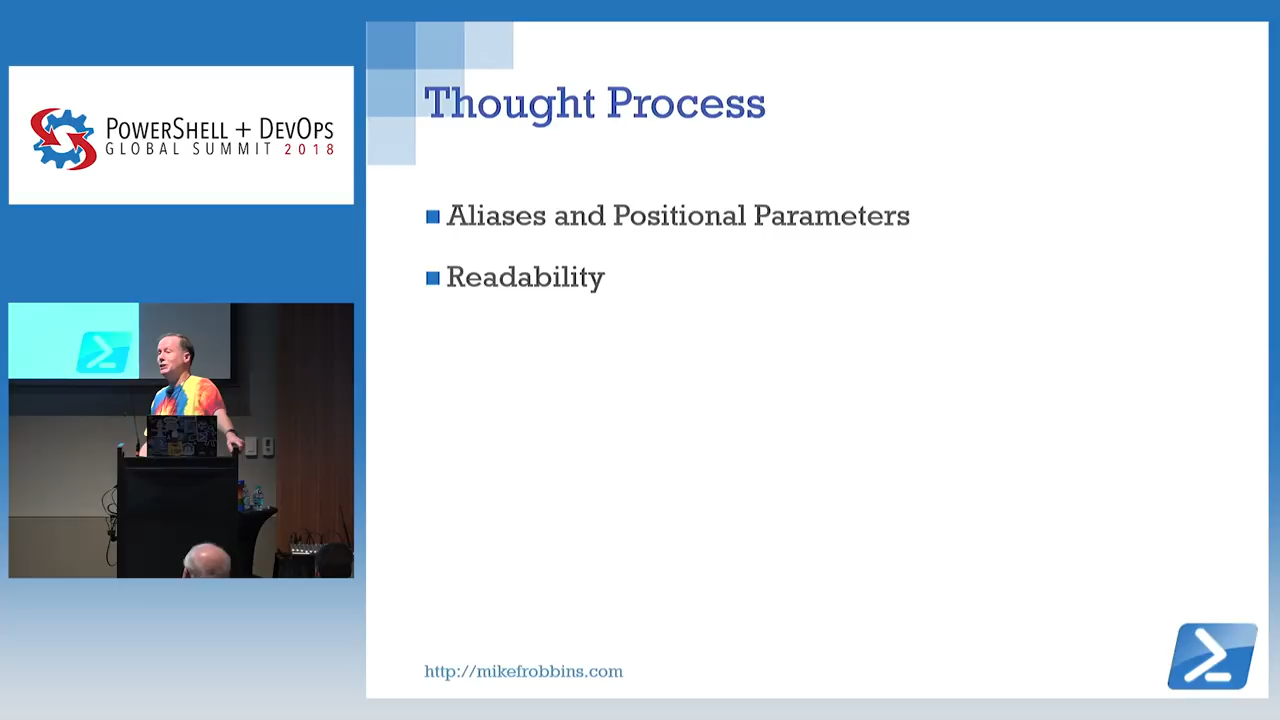 POWERSHELL + DEVOPS
GLOBAL SUMMIT 2018
Thought Process
Aliases and Positional Parameters
Readability
http://mikefrobbins.com